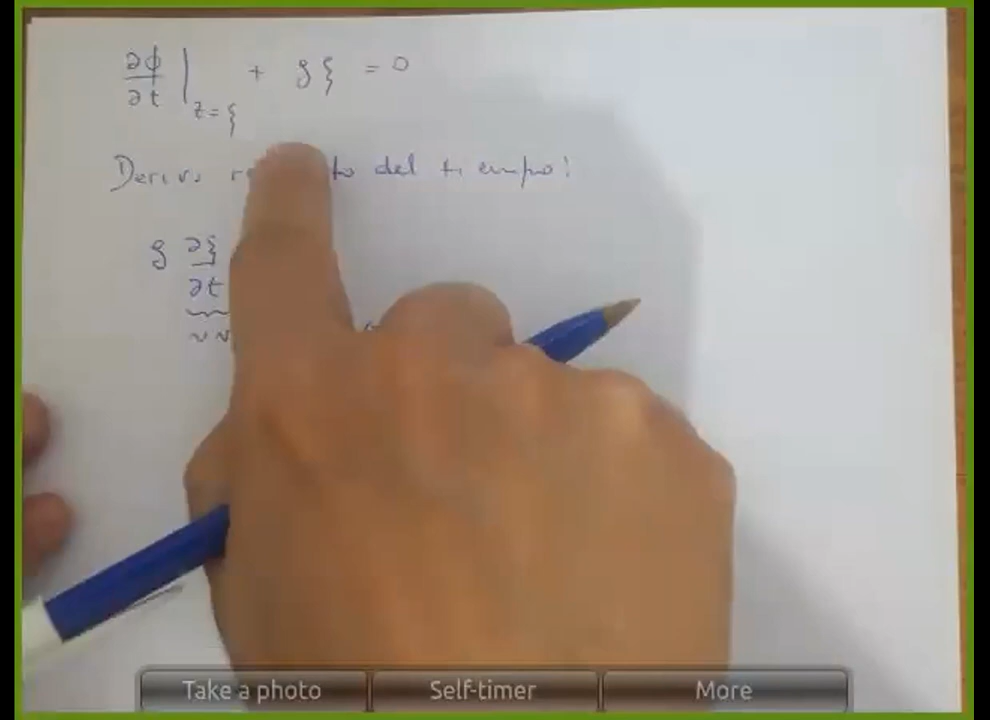 ∂ϕ/∂t |z=ξ + gξ = 0
Derivo del tiempo:
g ∂ξ/∂t
Take a photo Self-timer More